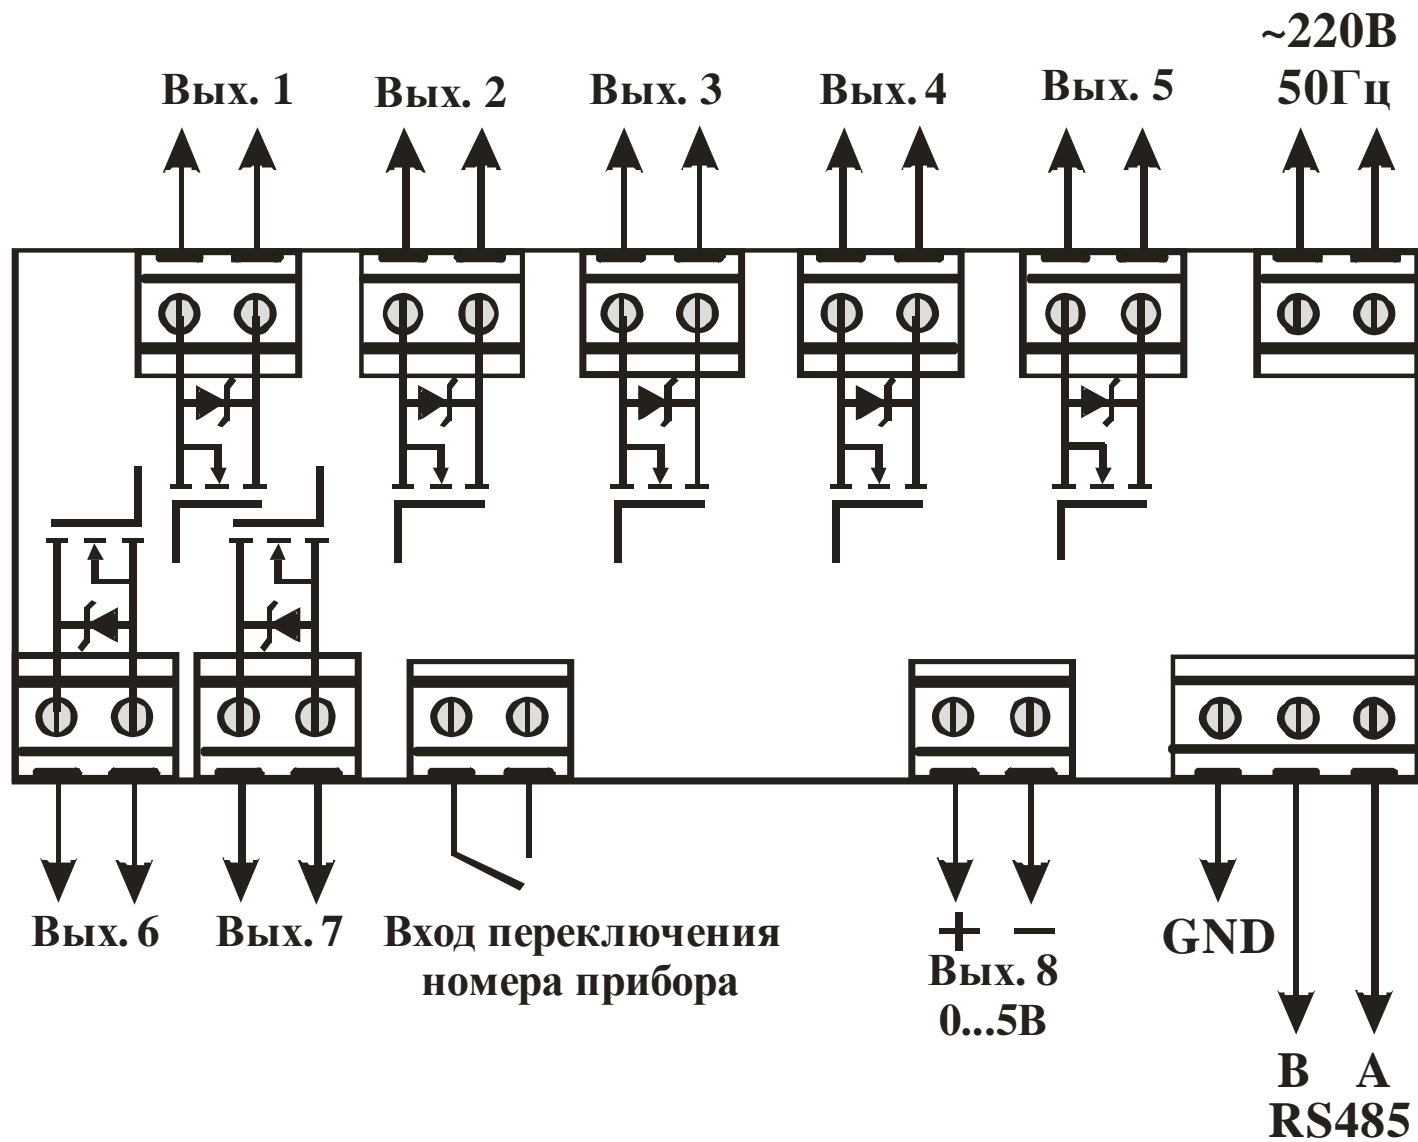 ~220В
50Гц
Вых. 1
Вых. 2
Вых. 3
Вых. 4
Вых. 5
Вых. 6
Вых. 7
Вход переключения
номера прибора
+ −
Вых. 8
0...5В
GND
B A
RS485